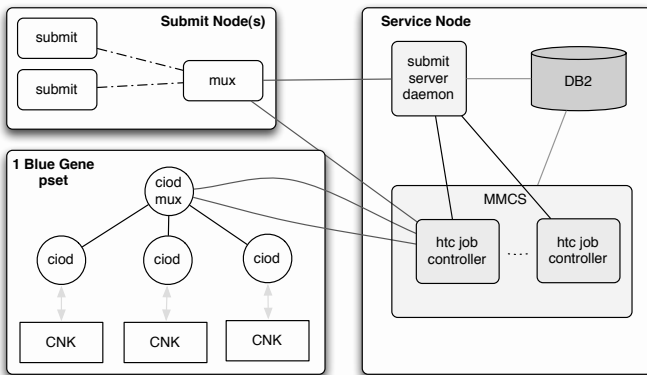 Submit Node(s)
submit
submit
mux
Service Node
submit
server
daemon
DB2
MMCS
htc job
controller
....
htc job
controller
1 Blue Gene
pset
ciod
mux
ciod
ciod
ciod
CNK
CNK
CNK